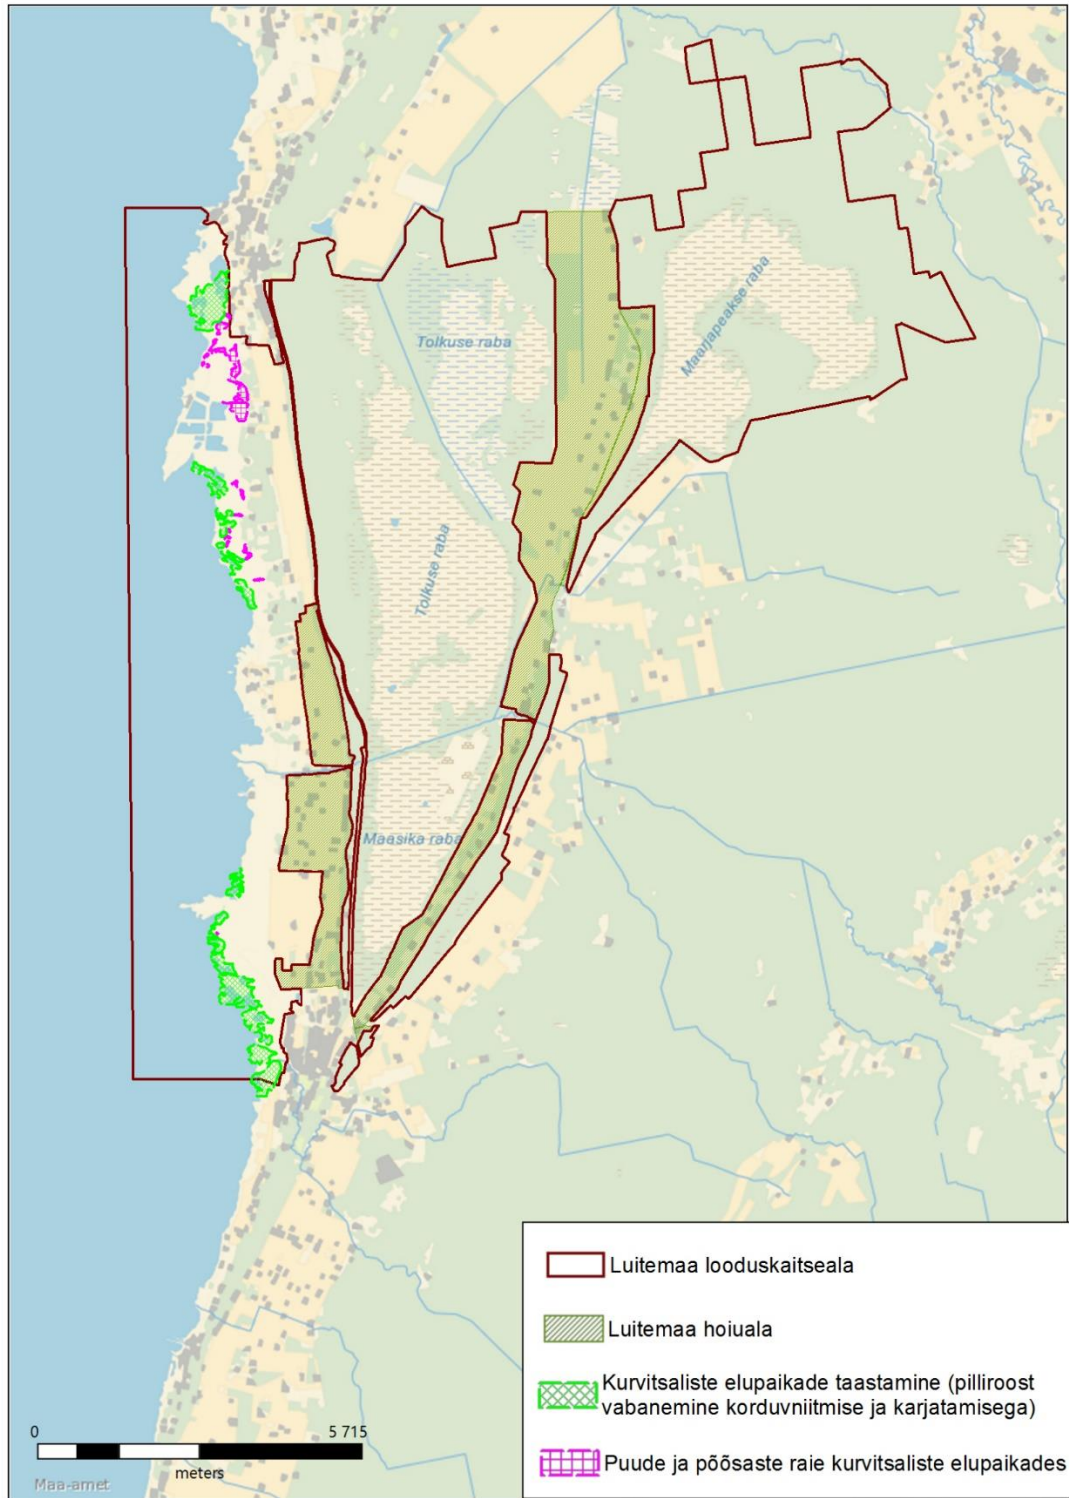 Tolkuse raba
Maarjapeakse raba
Tolkuse raba
Maasika raba
Luitemaa looduskaitseala
Luitemaa hoiuala
Kurvitsaliste elupaikade taastamine (pilliroost
vabanemine korduvniitmise ja karjatamisega)
Puude ja põõsaste raie kurvitsaliste elupaikades
0 5 715
meters
Maa-amet